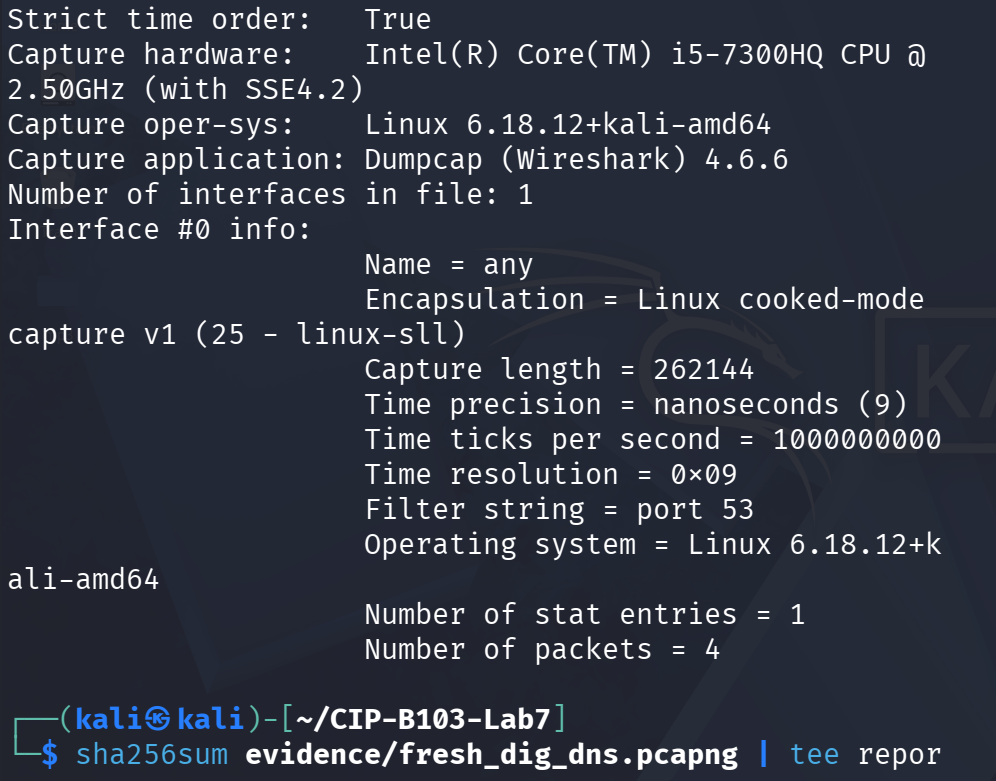 Strict time order:   True
Capture hardware:    Intel(R) Core(TM) i5-7300HQ CPU @
2.50GHz (with SSE4.2)
Capture oper-sys:    Linux 6.18.12+kali-amd64
Capture application: Dumpcap (Wireshark) 4.6.6
Number of interfaces in file: 1
Interface #0 info:
                     Name = any
                     Encapsulation = Linux cooked-mode
capture v1 (25 - linux-sll)
                     Capture length = 262144
                     Time precision = nanoseconds (9)
                     Time ticks per second = 1000000000
                     Time resolution = 0×09
                     Filter string = port 53
                     Operating system = Linux 6.18.12+k
ali-amd64
                     Number of stat entries = 1
                     Number of packets = 4
┌──(kali㉿kali)-[~/CIP-B103-Lab7]
└─$ sha256sum evidence/fresh_dig_dns.pcapng | tee repor